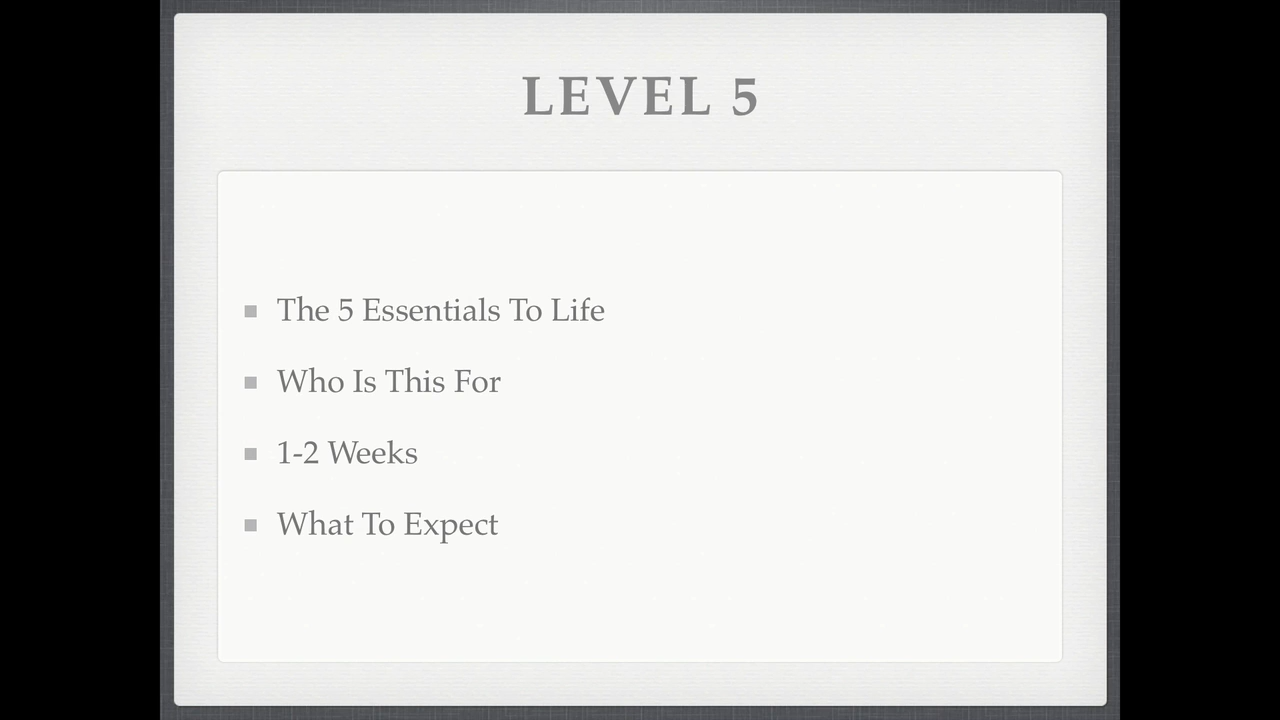 LEVEL 5
The 5 Essentials To Life
Who Is This For
1-2 Weeks
What To Expect